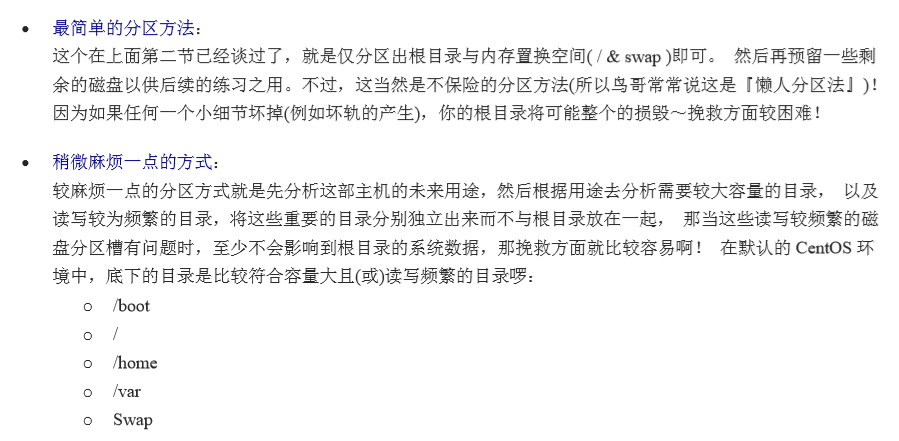 最简单的分区方法：
这个在上面第二节已经谈过了，就是仅分区出根目录与内存置换空间( / & swap )即可。 然后再预留一些剩
余的磁盘以供后续的练习之用。不过，这当然是不保险的分区方法(所以鸟哥常常说这是『懒人分区法』)！
因为如果任何一个小细节坏掉(例如坏轨的产生)，你的根目录将可能整个的损毁～挽救方面较困难！
稍微麻烦一点的方式：
较麻烦一点的分区方式就是先分析这部主机的未来用途，然后根据用途去分析需要较大容量的目录， 以及
读写较为频繁的目录，将这些重要的目录分别独立出来而不与根目录放在一起， 那当这些读写较频繁的磁
盘分区槽有问题时，至少不会影响到根目录的系统数据，那挽救方面就比较容易啊！ 在默认的 CentOS 环
境中，底下的目录是比较符合容量大且(或)读写频繁的目录啰：
/boot
/
/home
/var
Swap